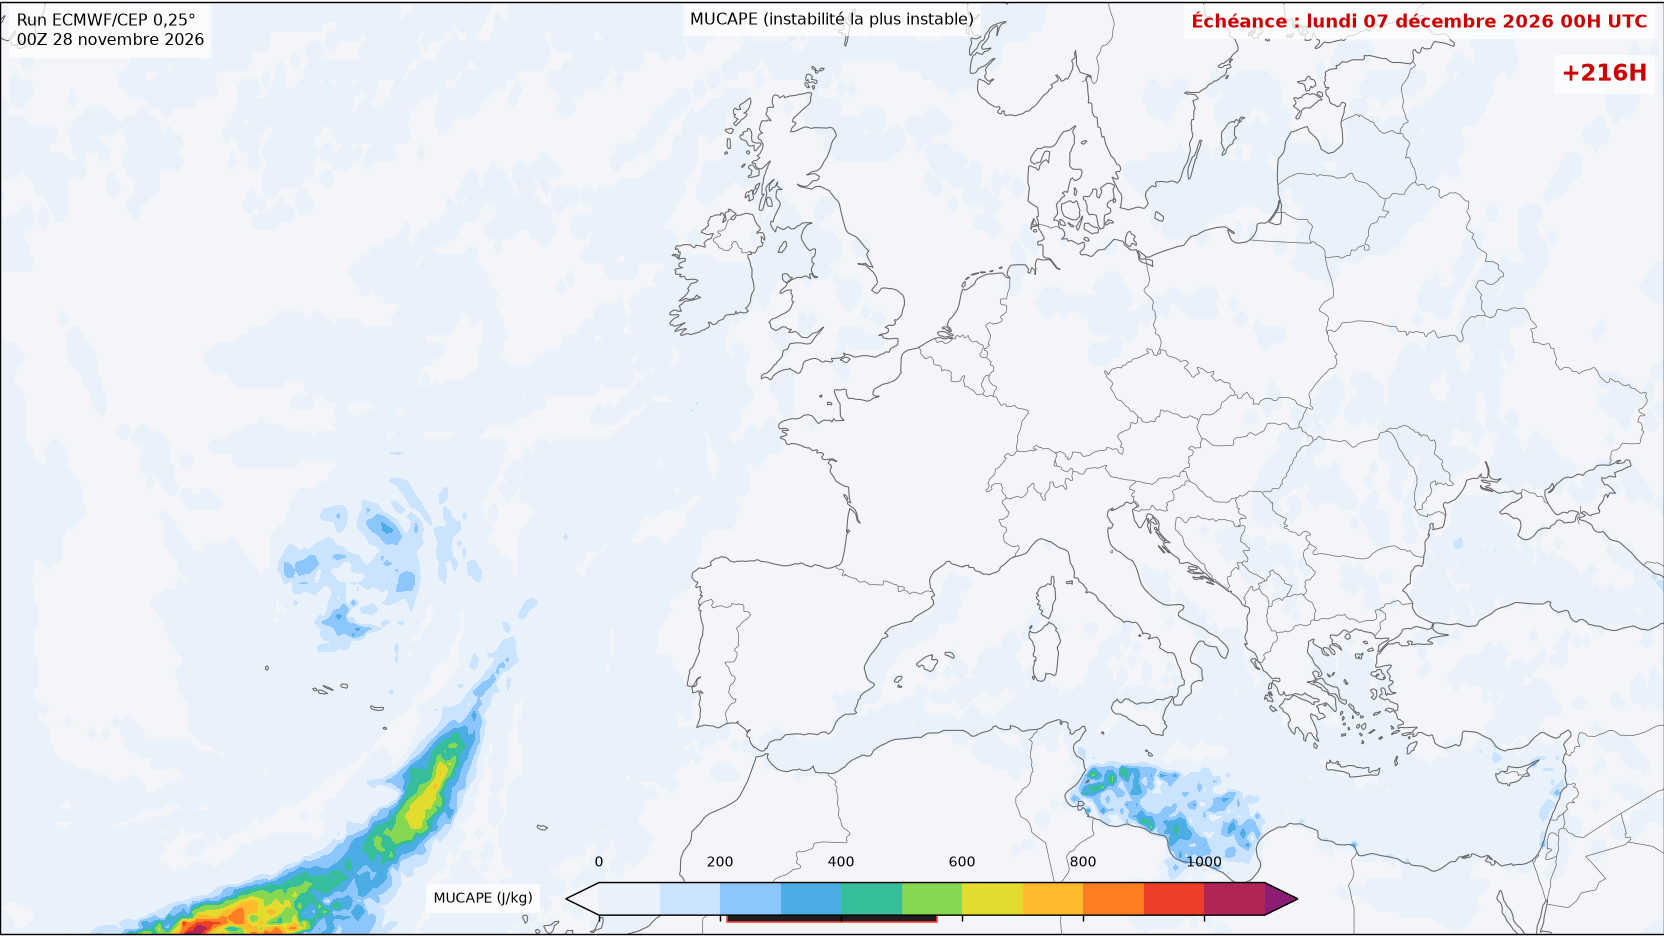 Run ECMWF/CEP 0,25°
00Z 28 novembre 2026
MUCAPE (instabilité la plus instable)
Échéance : lundi 07 décembre 2026 00H UTC
+216H
0 200 400 600 800 1000
MUCAPE (J/kg)